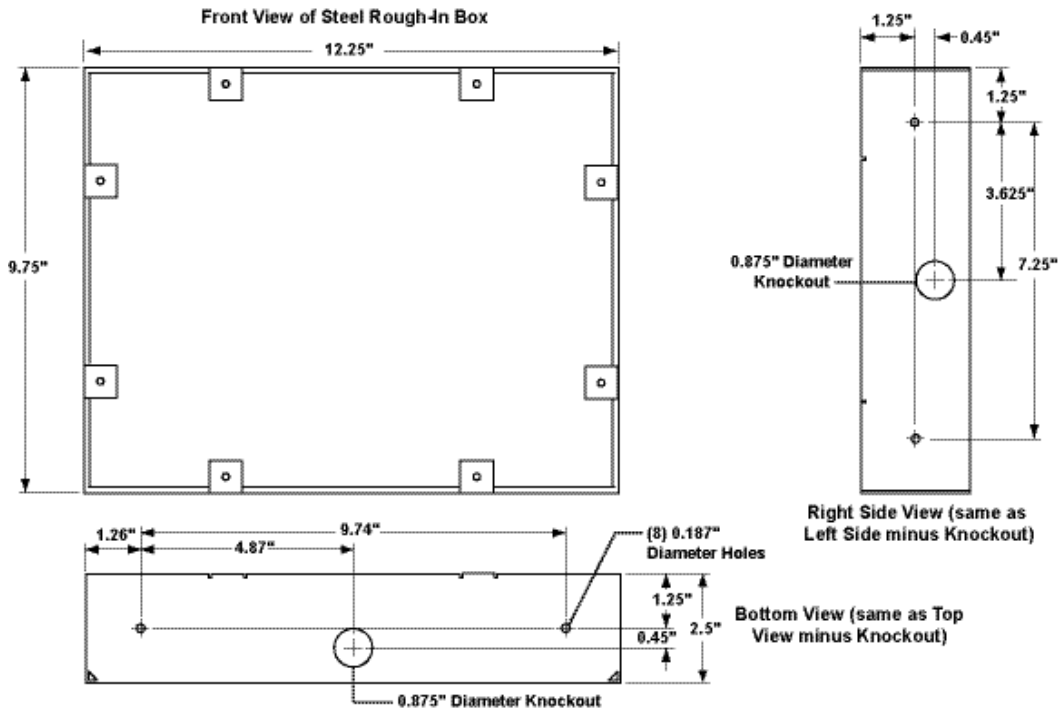 Front View of Steel Rough-In Box
12.25"
9.75"
1.25"
0.45"
1.25"
3.625"
7.25"
0.875" Diameter
Knockout
Right Side View (same as
Left Side minus Knockout)
1.26"
9.74"
4.87"
(8) 0.187"
Diameter Holes
1.25"
2.5"
0.45"
Bottom View (same as Top
View minus Knockout)
0.875" Diameter Knockout